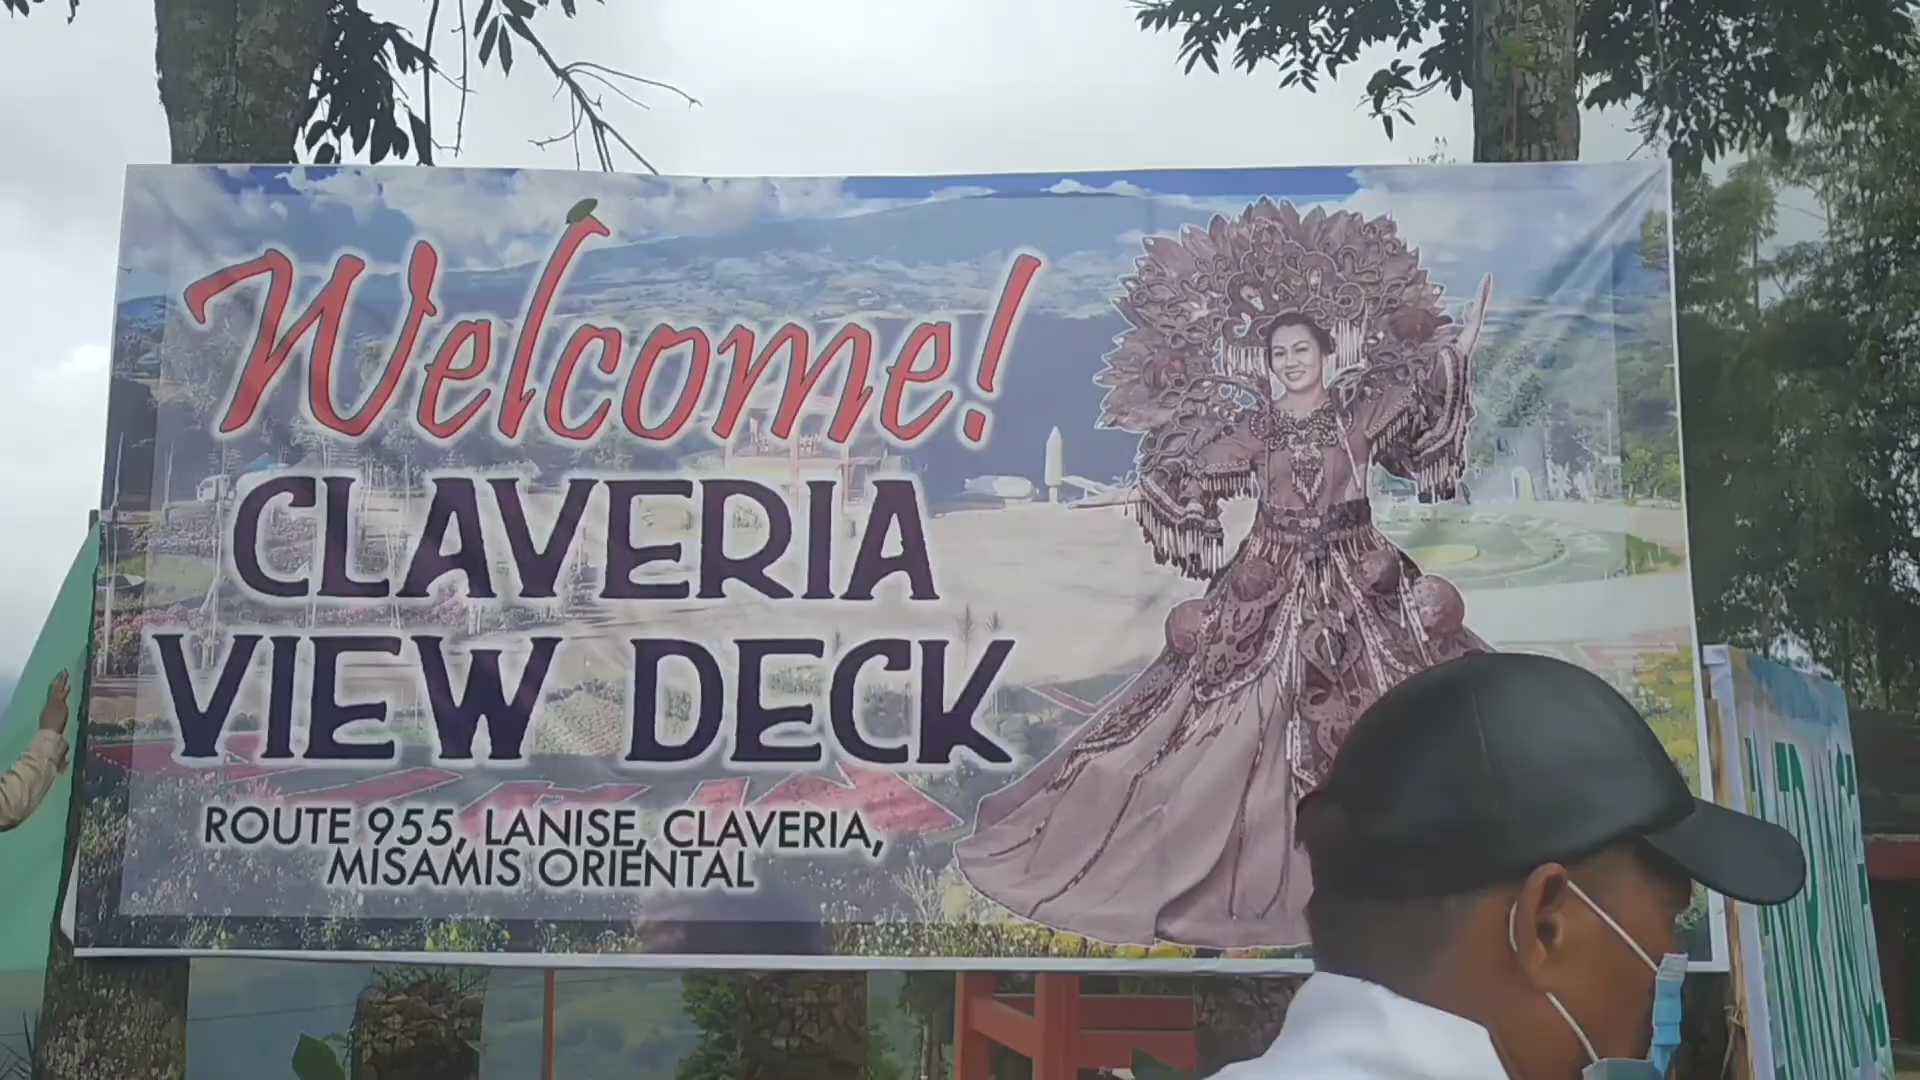 Welcome!
CLAVERIA
VIEW DECK
ROUTE 955, LANISE, CLAVERIA,
MISAMIS ORIENTAL